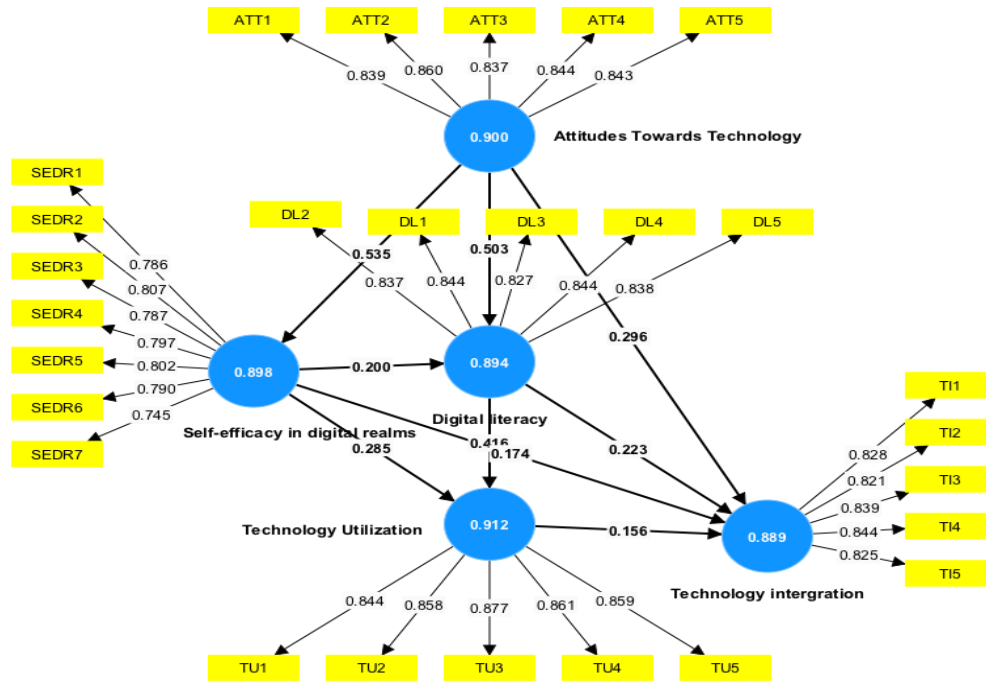 ATT1 ATT2 ATT3 ATT4 ATT5
0.839 0.860 0.837 0.844 0.843
0.900 Attitudes Towards Technology
SEDR1
SEDR2
SEDR3
SEDR4
SEDR5
SEDR6
SEDR7
0.786
0.807
0.787
0.797
0.802
0.790
0.745
DL2 DL1 DL3 DL4 DL5
0.535 0.503
0.837 0.844 0.827 0.844 0.838
0.296
0.898 0.200 0.894
Digital literacy
Self-efficacy in digital realms
0.416
0.285 0.174 0.223
TI1
TI2
TI3
TI4
TI5
0.828
0.821
0.839
0.844
0.825
Technology Utilization 0.912 0.156 0.889
Technology intergration
0.844 0.858 0.877 0.861 0.859
TU1 TU2 TU3 TU4 TU5